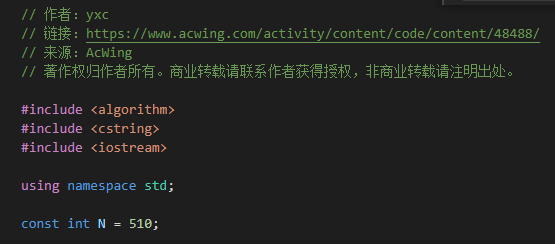 // 作者：yxc
// 链接：https://www.acwing.com/activity/content/code/content/48488/
// 来源：AcWing
// 著作权归作者所有。商业转载请联系作者获得授权，非商业转载请注明出处。
#include <algorithm>
#include <cstring>
#include <iostream>
using namespace std;
const int N = 510;